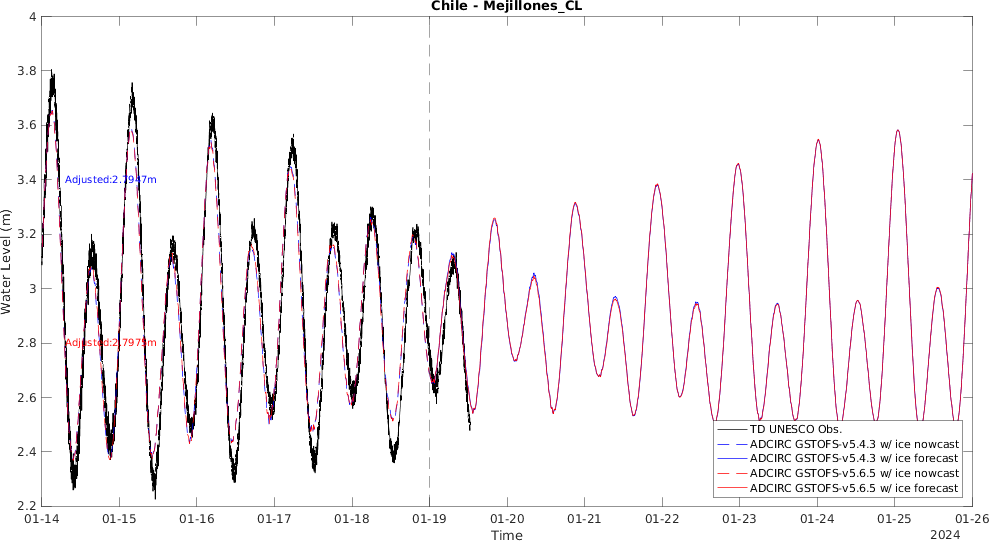 Chile - Mejillones_CL
4
3.8
3.6
3.4
3.2
3
2.8
2.6
2.4
2.2
Water Level (m)
Adjusted:2.7947m
Adjusted:2.7975m
TD UNESCO Obs.
ADCIRC GSTOFS-v5.4.3 w/ ice nowcast
ADCIRC GSTOFS-v5.4.3 w/ ice forecast
ADCIRC GSTOFS-v5.6.5 w/ ice nowcast
ADCIRC GSTOFS-v5.6.5 w/ ice forecast
01-14 01-15 01-16 01-17 01-18 01-19 01-20 01-21 01-22 01-23 01-24 01-25 01-26
Time
2024